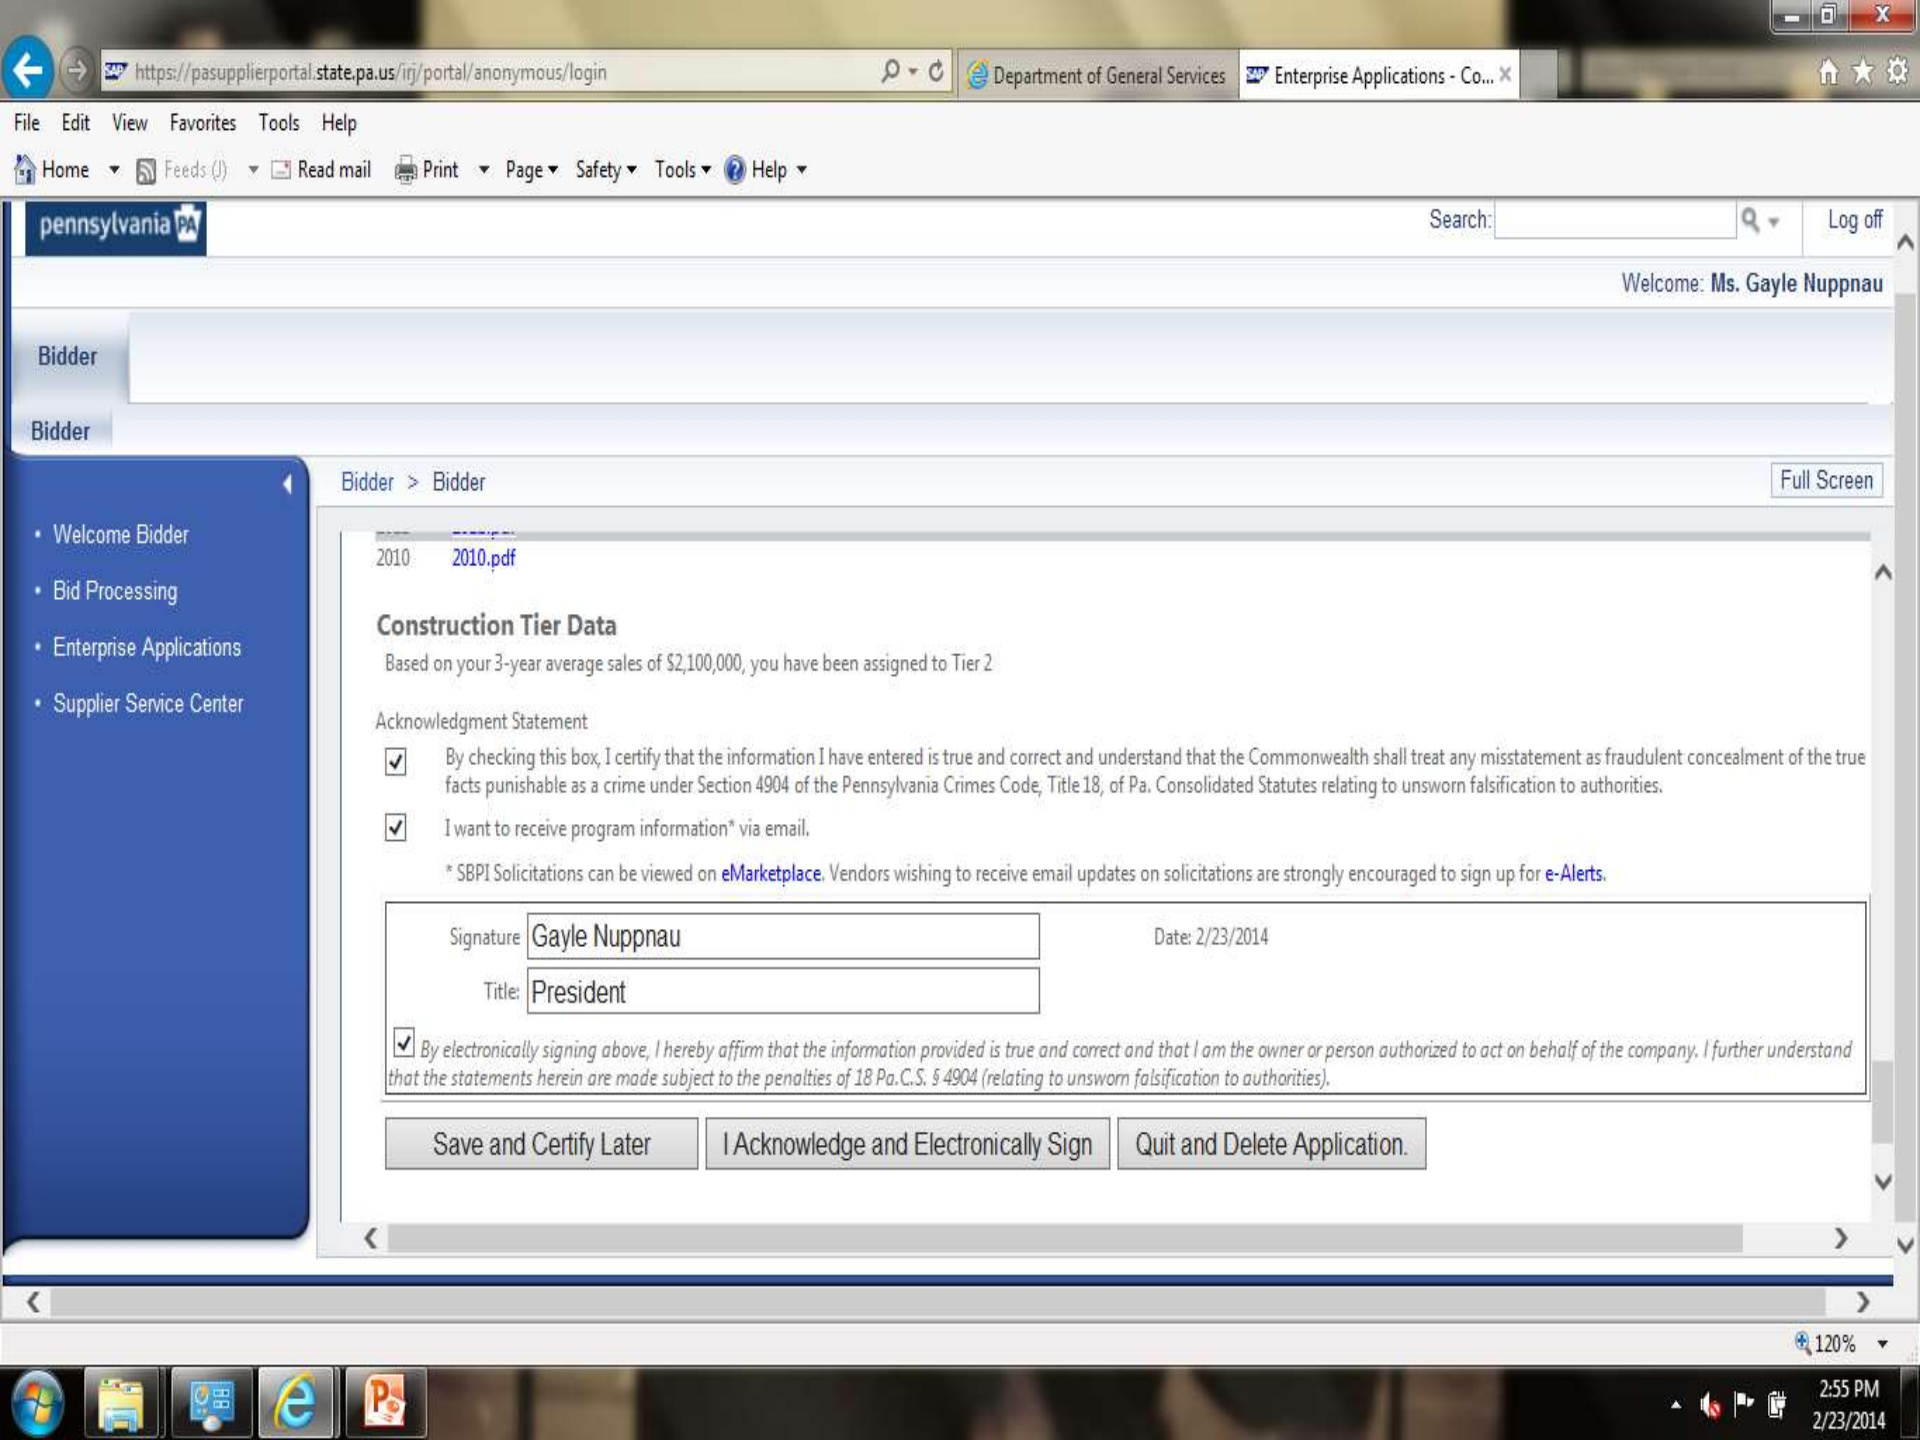 https://pasupplierportal.state.pa.us/irj/portal/anonymous/login
Department of General Services
SAP Enterprise Applications - Co...
File Edit View Favorites Tools Help
Home Feeds (J) Read mail Print Page Safety Tools Help
pennsylvania PA
Search:
Log off
Welcome: Ms. Gayle Nuppnau
Bidder
Bidder
Bidder > Bidder
Full Screen
• Welcome Bidder
• Bid Processing
• Enterprise Applications
• Supplier Service Center
2010 2010.pdf
Construction Tier Data
Based on your 3-year average sales of $2,100,000, you have been assigned to Tier 2
Acknowledgment Statement
By checking this box, I certify that the information I have entered is true and correct and understand that the Commonwealth shall treat any misstatement as fraudulent concealment of the true
facts punishable as a crime under Section 4904 of the Pennsylvania Crimes Code, Title 18, of Pa. Consolidated Statutes relating to unsworn falsification to authorities.
I want to receive program information* via email.
* SBPI Solicitations can be viewed on eMarketplace. Vendors wishing to receive email updates on solicitations are strongly encouraged to sign up for e-Alerts.
Signature Gayle Nuppnau Date: 2/23/2014
Title: President
By electronically signing above, I hereby affirm that the information provided is true and correct and that I am the owner or person authorized to act on behalf of the company. I further understand
that the statements herein are made subject to the penalties of 18 Pa.C.S. § 4904 (relating to unsworn falsification to authorities).
Save and Certify Later I Acknowledge and Electronically Sign Quit and Delete Application.
120%
2:55 PM
2/23/2014